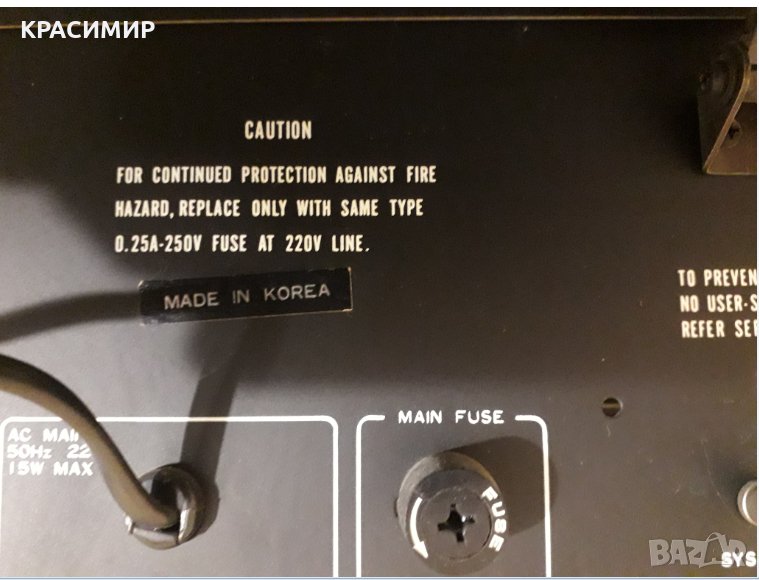 КРАСИМИР
CAUTION
FOR CONTINUED PROTECTION AGAINST FIRE
HAZARD, REPLACE ONLY WITH SAME TYPE
0.25A-250V FUSE AT 220V LINE.
MADE IN KOREA
TO PREVEN
NO USER-S
REFER SE
MAIN FUSE
AC MAI
50Hz 22
15W MAX
FUSE
BAZAR
SYS